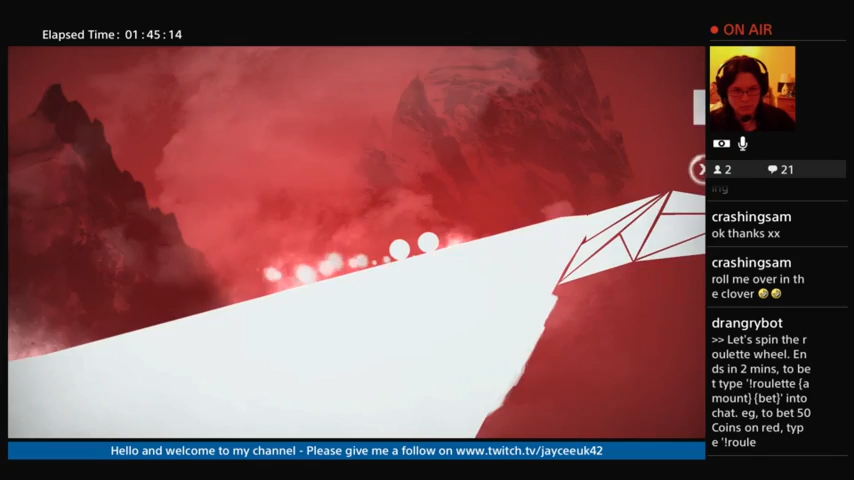 Elapsed Time: 01:45:14
ON AIR
2
21
ing
crashingsam
ok thanks xx
crashingsam
roll me over in th
e clover 🤣🤣
drangrybot
>> Let's spin the r
oulette wheel. En
ds in 2 mins, to be
t type '!roulette {a
mount} {bet}' into
chat. eg, to bet 50
Coins on red, typ
e '!roule
Hello and welcome to my channel - Please give me a follow on www.twitch.tv/jayceeuk42